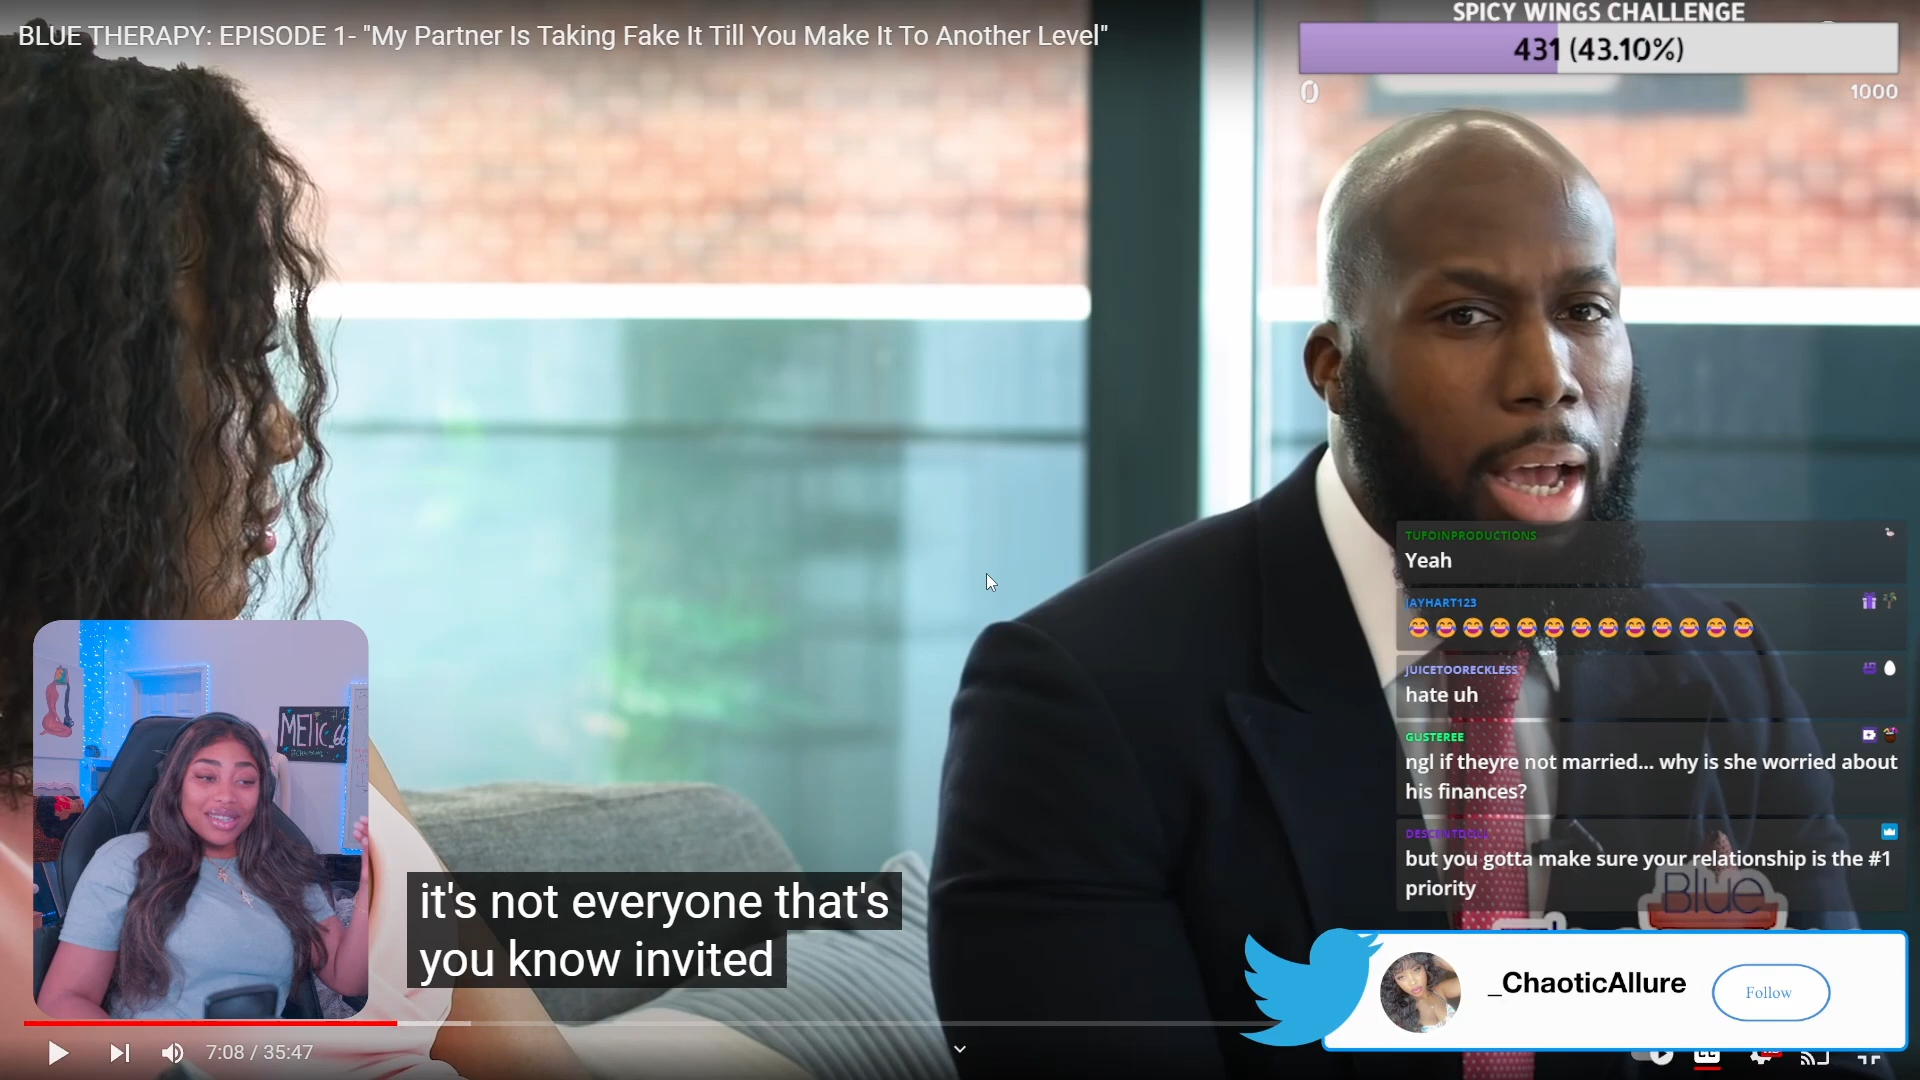 BLUE THERAPY: EPISODE 1- "My Partner Is Taking Fake It Till You Make It To Another Level"
SPICY WINGS CHALLENGE
431 (43.10%)
0
1000
TUFOINPRODUCTIONS
Yeah
JAYHART123
JUICETOORECKLESS
hate uh
GUSTEREE
ngl if theyre not married... why is she worried about
his finances?
DESCENTDOLL
but you gotta make sure your relationship is the #1
priority
Blue
it's not everyone that's
you know invited
_ChaoticAllure
Follow
7:08 / 35:47